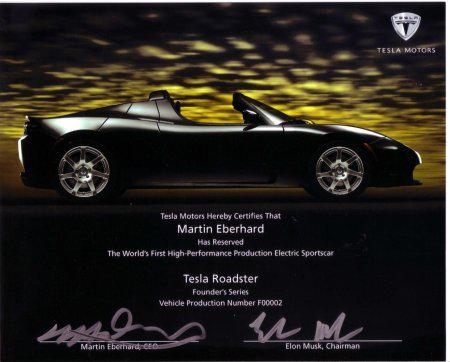 TESLA
TESLA MOTORS
Tesla Motors Hereby Certifies That
Martin Eberhard
Has Reserved
The World's First High-Performance Production Electric Sportscar
Tesla Roadster
Founder's Series
Vehicle Production Number F00002
Martin Eberhard, CEO
Elon Musk, Chairman